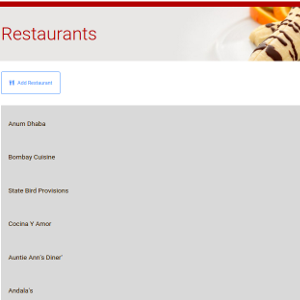 Restaurants
Add Restaurant
Anum Dhaba
Bombay Cuisine
State Bird Provisions
Cocina Y Amor
Auntie Ann's Diner'
Andala's